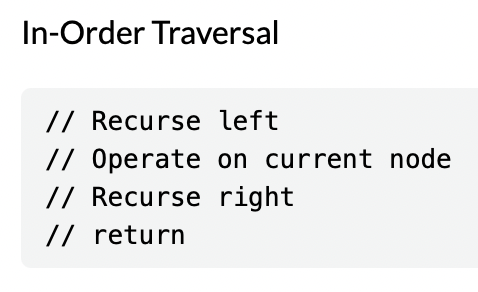 In-Order Traversal
// Recurse left
// Operate on current node
// Recurse right
// return